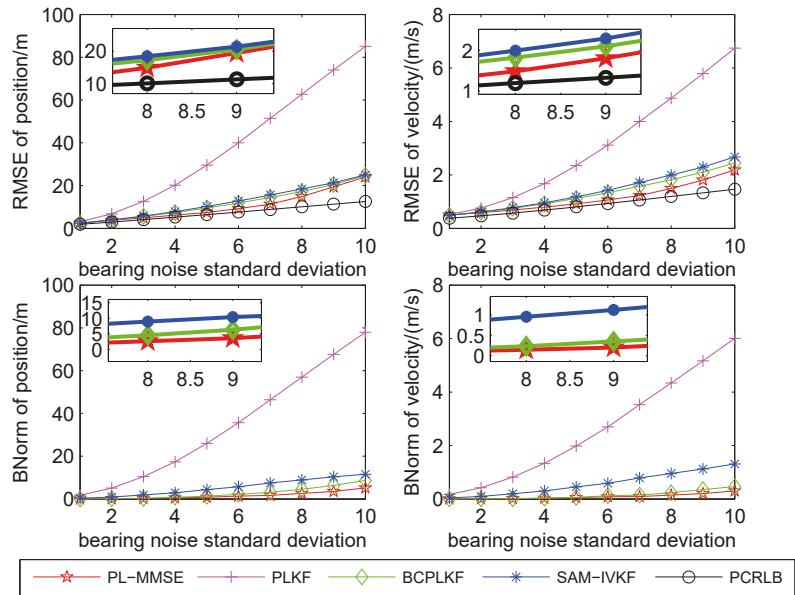 RMSE of position/m
100
80
60
40
20
0
20
10
8 8.5 9
2 4 6 8 10
bearing noise standard deviation
RMSE of velocity/(m/s)
8
6
4
2
0
2
1
8 8.5 9
2 4 6 8 10
bearing noise standard deviation
BNorm of position/m
100
80
60
40
20
0
15
10
5
0
8 8.5 9
2 4 6 8 10
bearing noise standard deviation
BNorm of velocity/(m/s)
8
6
4
2
0
1
0.5
0
8 8.5 9
2 4 6 8 10
bearing noise standard deviation
PL-MMSE PLKF BCPLKF SAM-IVKF PCRLB